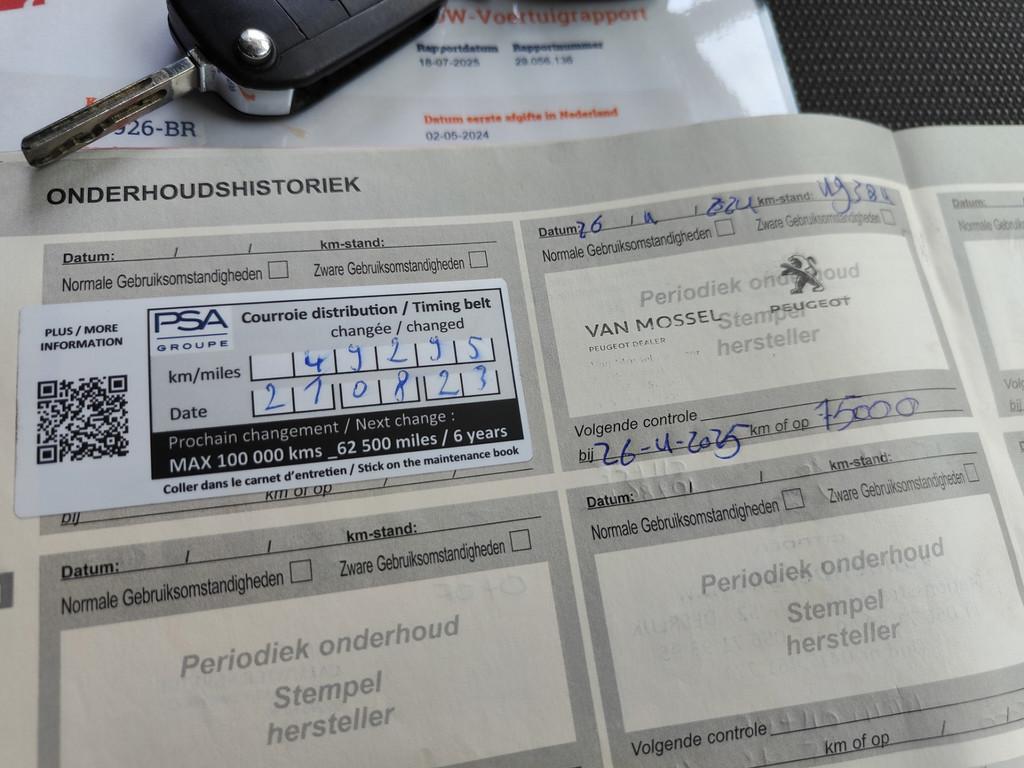 W-Voertuigrapport
Rapportdatum Rapportnummer
18-07-2025 29.056.136
Datum eerste afgifte in Nederland
02-05-2024
926-BR
ONDERHOUDSHISTORIEK
Datum: / / km-stand:
Normale Gebruiksomstandigheden Zware Gebruiksomstandigheden
PLUS / MORE
INFORMATION
PSA
GROUPE
Courroie distribution / Timing belt
changée / changed
km/miles 49295
Date 210823
Prochain changement / Next change :
MAX 100 000 kms _62 500 miles / 6 years
Coller dans le carnet d'entretien / Stick on the maintenance book
bij km of op / /
Datum: 26 / 4 / 2024 km-stand: 49384
Normale Gebruiksomstandigheden Zware Gebruiksomstandigheden
Periodiek onderhoud
Stempel
hersteller
VAN MOSSEL PEUGEOT
PEUGEOT DEALER
Volgende controle
bij 26-4-2025 km of op 75000
Datum: / / km-stand:
Normale Gebruiksomstandigheden Zware Gebruiksomstandigheden
Periodiek onderhoud
Stempel
hersteller
Datum: / / km-stand:
Normale Gebruiksomstandigheden Zware Gebruiksomstandigheden
Periodiek onderhoud
Stempel
hersteller
Volgende controle
km of op / /
Datum: